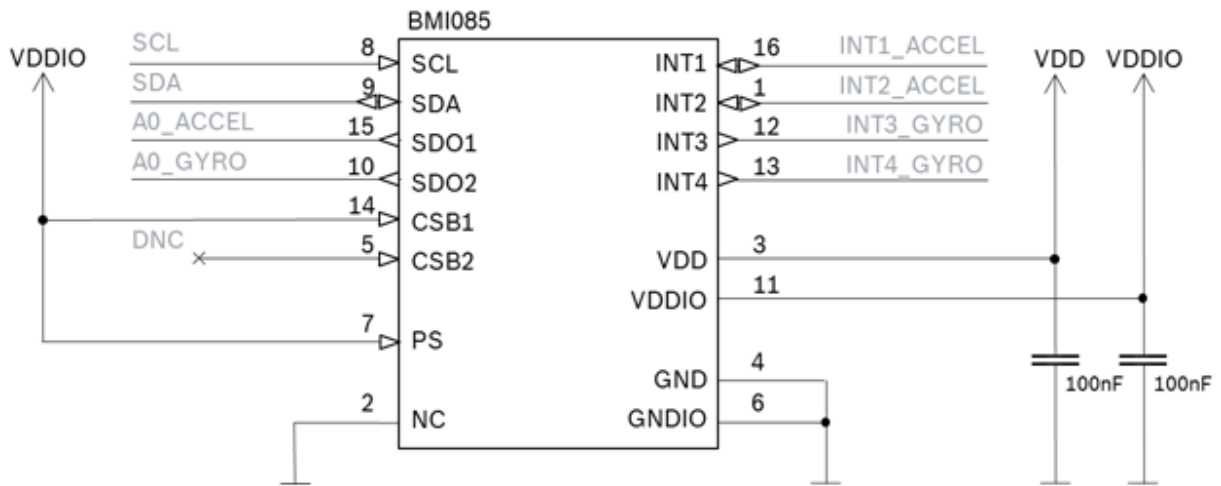 BMI085
VDDIO
SCL 8 SCL
SDA 9 SDA
A0_ACCEL 15 SDO1
A0_GYRO 10 SDO2
14 CSB1
DNC 5 CSB2
7 PS
2 NC
INT1 16 INT1_ACCEL
INT2 1 INT2_ACCEL
INT3 12 INT3_GYRO
INT4 13 INT4_GYRO
VDD 3
VDDIO 11
GND 4
GNDIO 6
VDD VDDIO
100nF 100nF